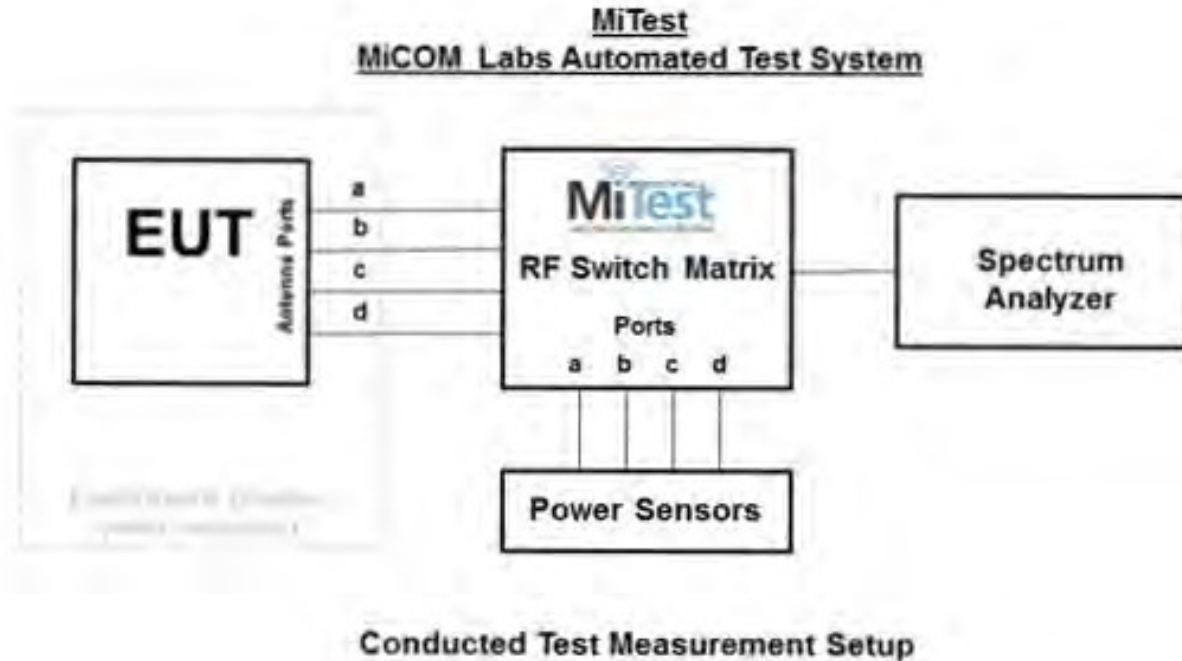 MiTest
MiCOM Labs Automated Test System
EUT
Antenna Ports
a
b
c
d
MiTest
RF Switch Matrix
Ports
a b c d
Spectrum
Analyzer
Power Sensors
Conducted Test Measurement Setup